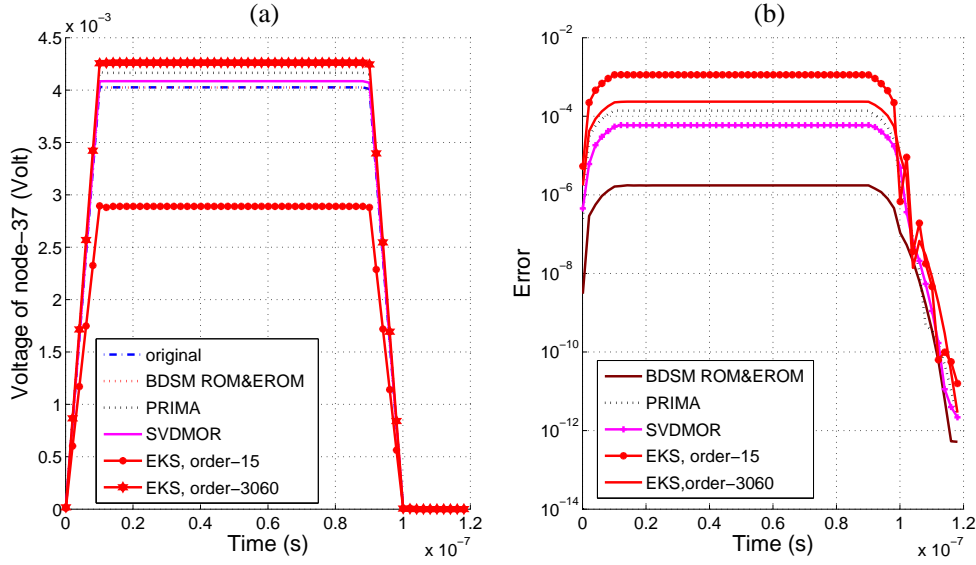 (a)
x 10−3
4.5
4
3.5
3
2.5
2
1.5
1
0.5
0
Voltage of node−37 (Volt)
original
BDSM ROM&EROM
PRIMA
SVDMOR
EKS, order−15
EKS, order−3060
0 0.2 0.4 0.6 0.8 1 1.2
x 10−7
Time (s)
(b)
10−2
10−4
10−6
10−8
10−10
10−12
10−14
Error
BDSM ROM&EROM
PRIMA
SVDMOR
EKS, order−15
EKS,order−3060
0 0.2 0.4 0.6 0.8 1 1.2
x 10−7
Time (s)